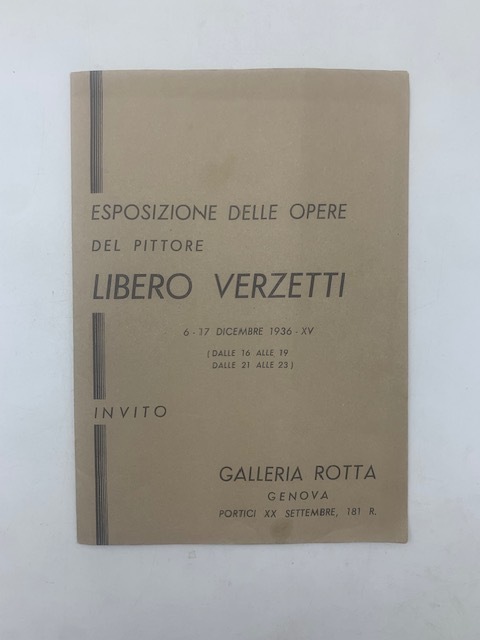 ESPOSIZIONE DELLE OPERE
DEL PITTORE
LIBERO VERZETTI
6 - 17 DICEMBRE 1936 - XV
(DALLE 16 ALLE 19
DALLE 21 ALLE 23)
INVITO
GALLERIA ROTTA
GENOVA
PORTICI XX SETTEMBRE, 181 R.